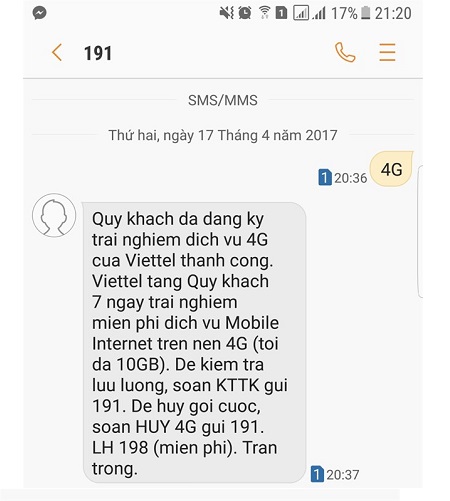 17% 21:20
191
SMS/MMS
Thứ hai, ngày 17 Tháng 4 năm 2017
1 20:36 4G
Quy khach da dang ky
trai nghiem dich vu 4G
cua Viettel thanh cong.
Viettel tang Quy khach
7 ngay trai nghiem
mien phi dich vu Mobile
Internet tren nen 4G (toi
da 10GB). De kiem tra
luu luong, soan KTTK gui
191. De huy goi cuoc,
soan HUY 4G gui 191.
LH 198 (mien phi). Tran
trong.
1 20:37